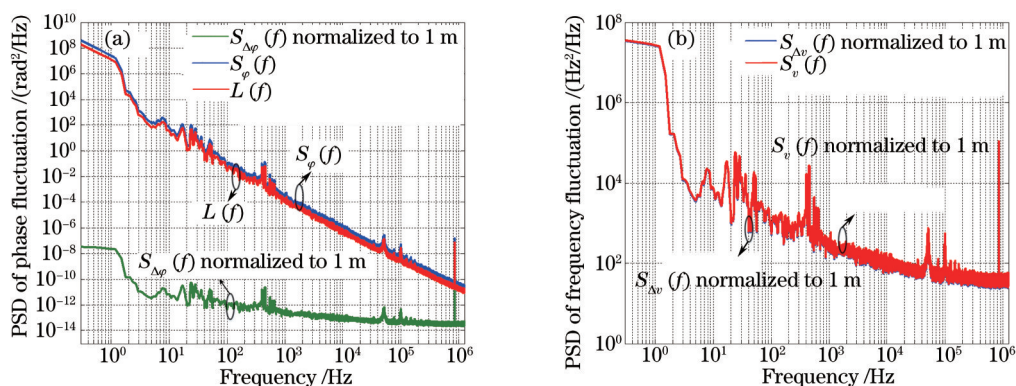 (a)
S_Δφ (f) normalized to 1 m
S_φ (f)
L (f)
10^10
10^8
10^6
10^4
10^2
10^0
10^−2
10^−4
10^−6
10^−8
10^−10
10^−12
10^−14
PSD of phase fluctuation /(rad²/Hz)
S_φ (f)
L (f)
S_Δφ (f) normalized to 1 m
10^0 10^1 10^2 10^3 10^4 10^5 10^6
Frequency /Hz
(b)
S_Δν (f) normalized to 1 m
S_ν (f)
10^8
10^6
10^4
10^2
10^0
PSD of frequency fluctuation /(Hz²/Hz)
S_ν (f) normalized to 1 m
S_Δν (f) normalized to 1 m
10^0 10^1 10^2 10^3 10^4 10^5 10^6
Frequency /Hz